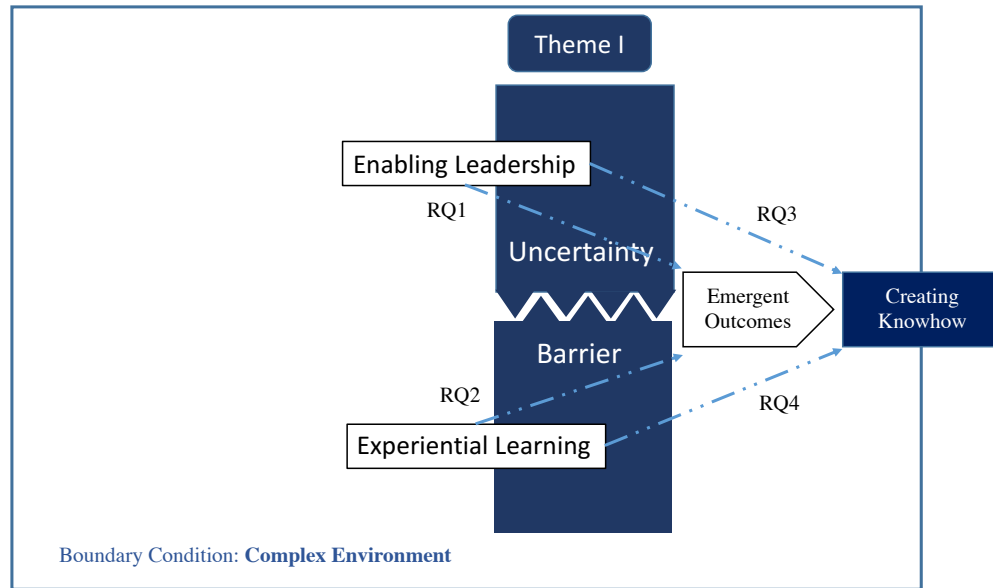 Theme I
Enabling Leadership
RQ1
RQ3
Uncertainty
Emergent
Outcomes
Creating
Knowhow
Barrier
RQ2
RQ4
Experiential Learning
Boundary Condition: Complex Environment